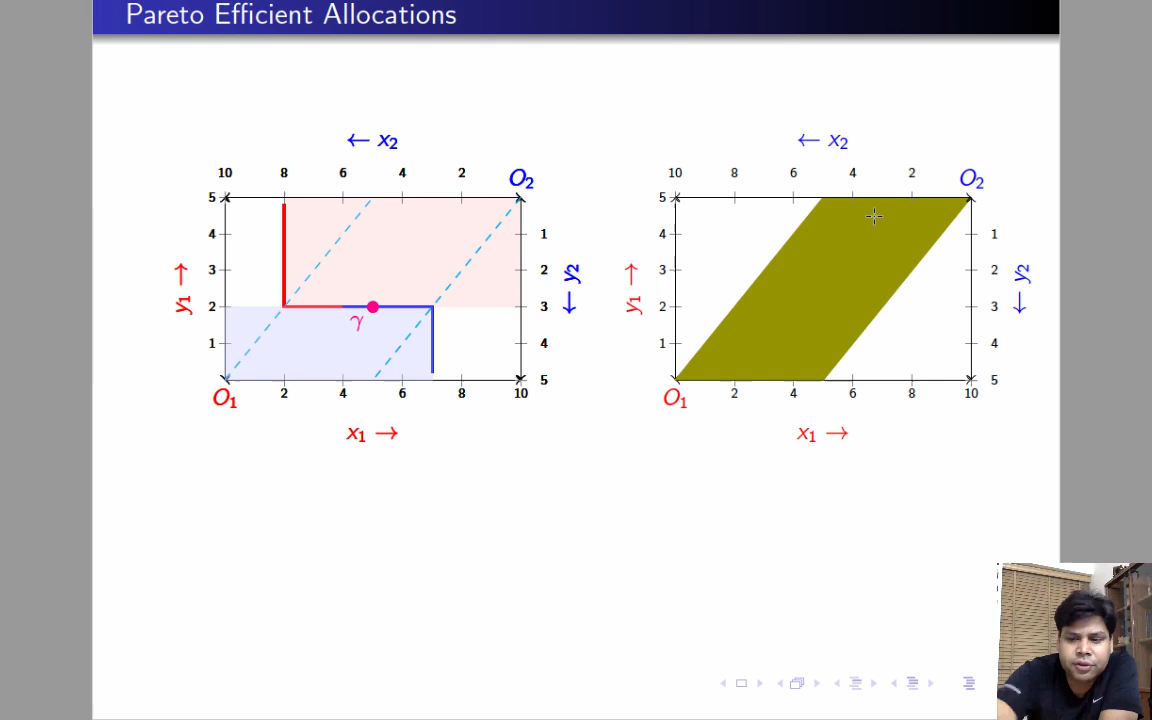 Pareto Efficient Allocations
← x₂
10 8 6 4 2 O₂
5
4 1
3 2
2 3
1 4
5
y₁ →
← y₂
γ
O₁ 2 4 6 8 10
x₁ →
← x₂
10 8 6 4 2 O₂
5
4 1
3 2
2 3
1 4
5
y₁ →
← y₂
O₁ 2 4 6 8 10
x₁ →